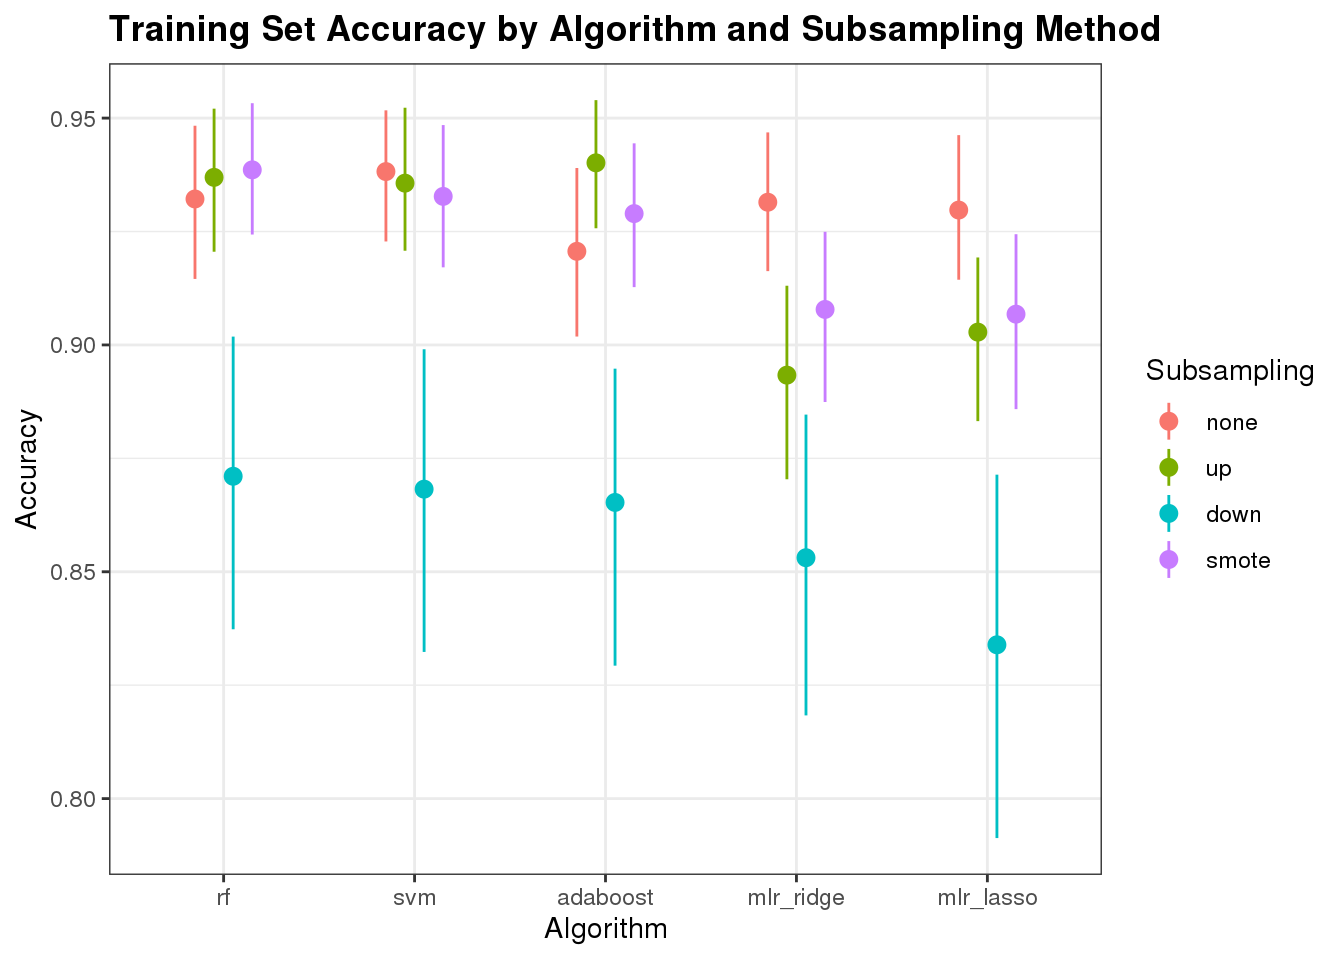 Training Set Accuracy by Algorithm and Subsampling Method
0.95
0.90
0.85
0.80
Accuracy
rf
svm
adaboost
mlr_ridge
mlr_lasso
Algorithm
Subsampling
none
up
down
smote